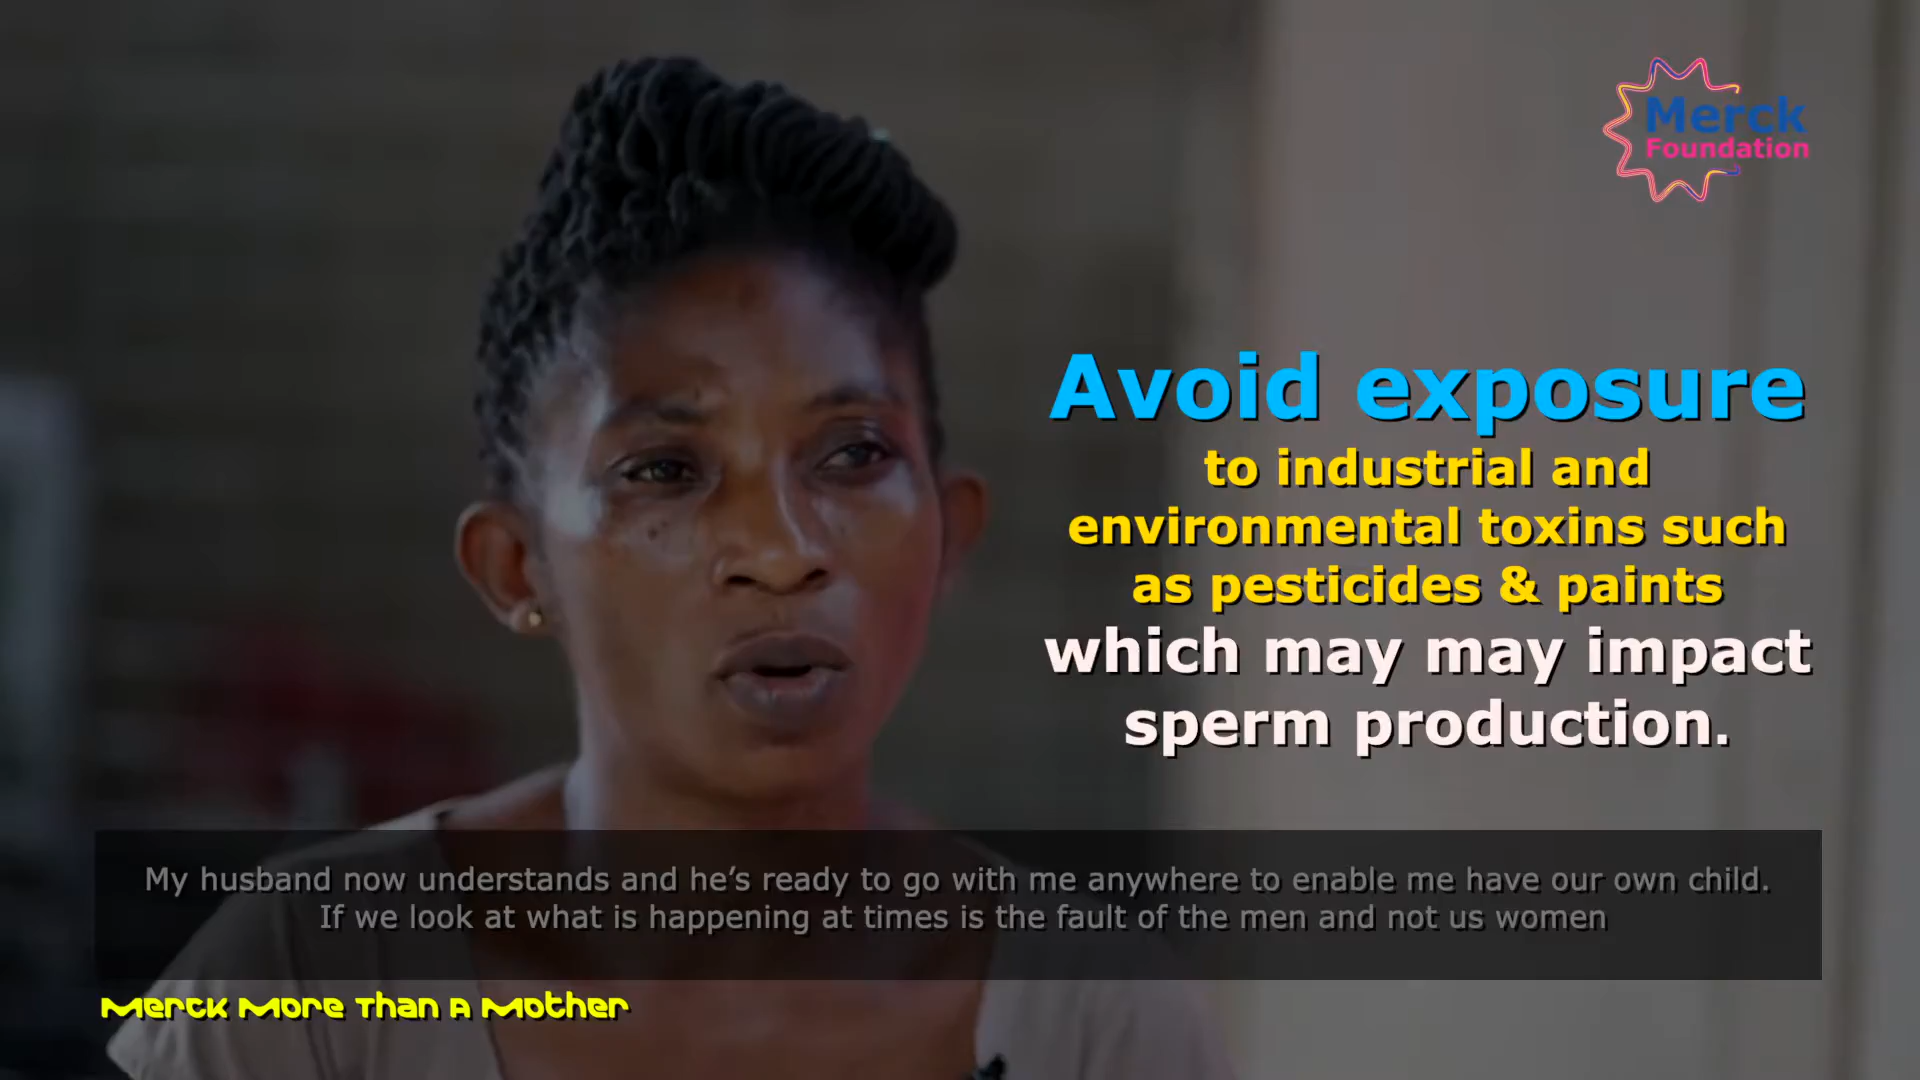 Merck
Foundation
Avoid exposure
to industrial and
environmental toxins such
as pesticides & paints
which may may impact
sperm production.
My husband now understands and he’s ready to go with me anywhere to enable me have our own child.
If we look at what is happening at times is the fault of the men and not us women
Merck More Than A Mother